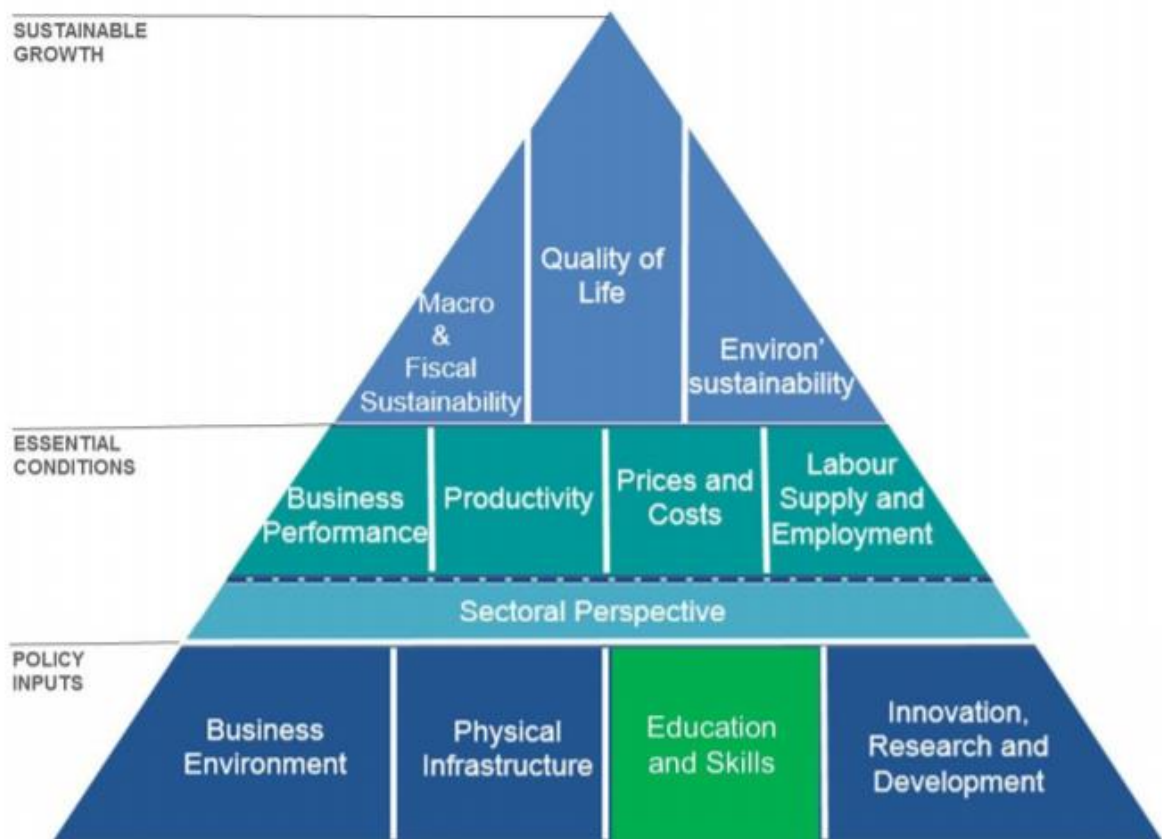 SUSTAINABLE
GROWTH
Quality of
Life
Macro
&
Fiscal
Sustainability
Environ'
sustainability
ESSENTIAL
CONDITIONS
Business
Performance
Productivity
Prices and
Costs
Labour
Supply and
Employment
Sectoral Perspective
POLICY
INPUTS
Business
Environment
Physical
Infrastructure
Education
and Skills
Innovation,
Research and
Development